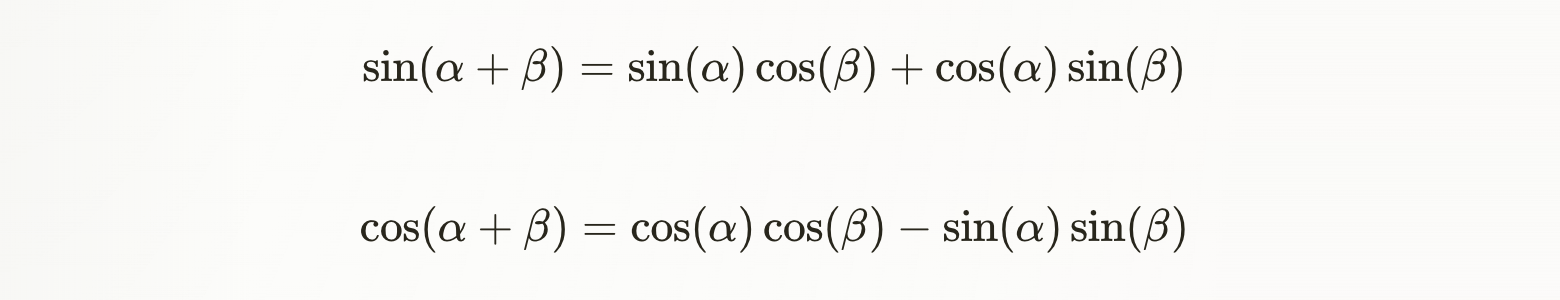 sin(α + β) = sin(α) cos(β) + cos(α) sin(β)
cos(α + β) = cos(α) cos(β) − sin(α) sin(β)